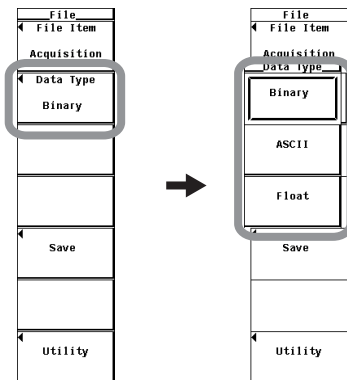 File
File Item
Acquisition
Data Type
Binary
Save
Utility
File
File Item
Acquisition
Data Type
Binary
ASCII
Float
Save
Utility